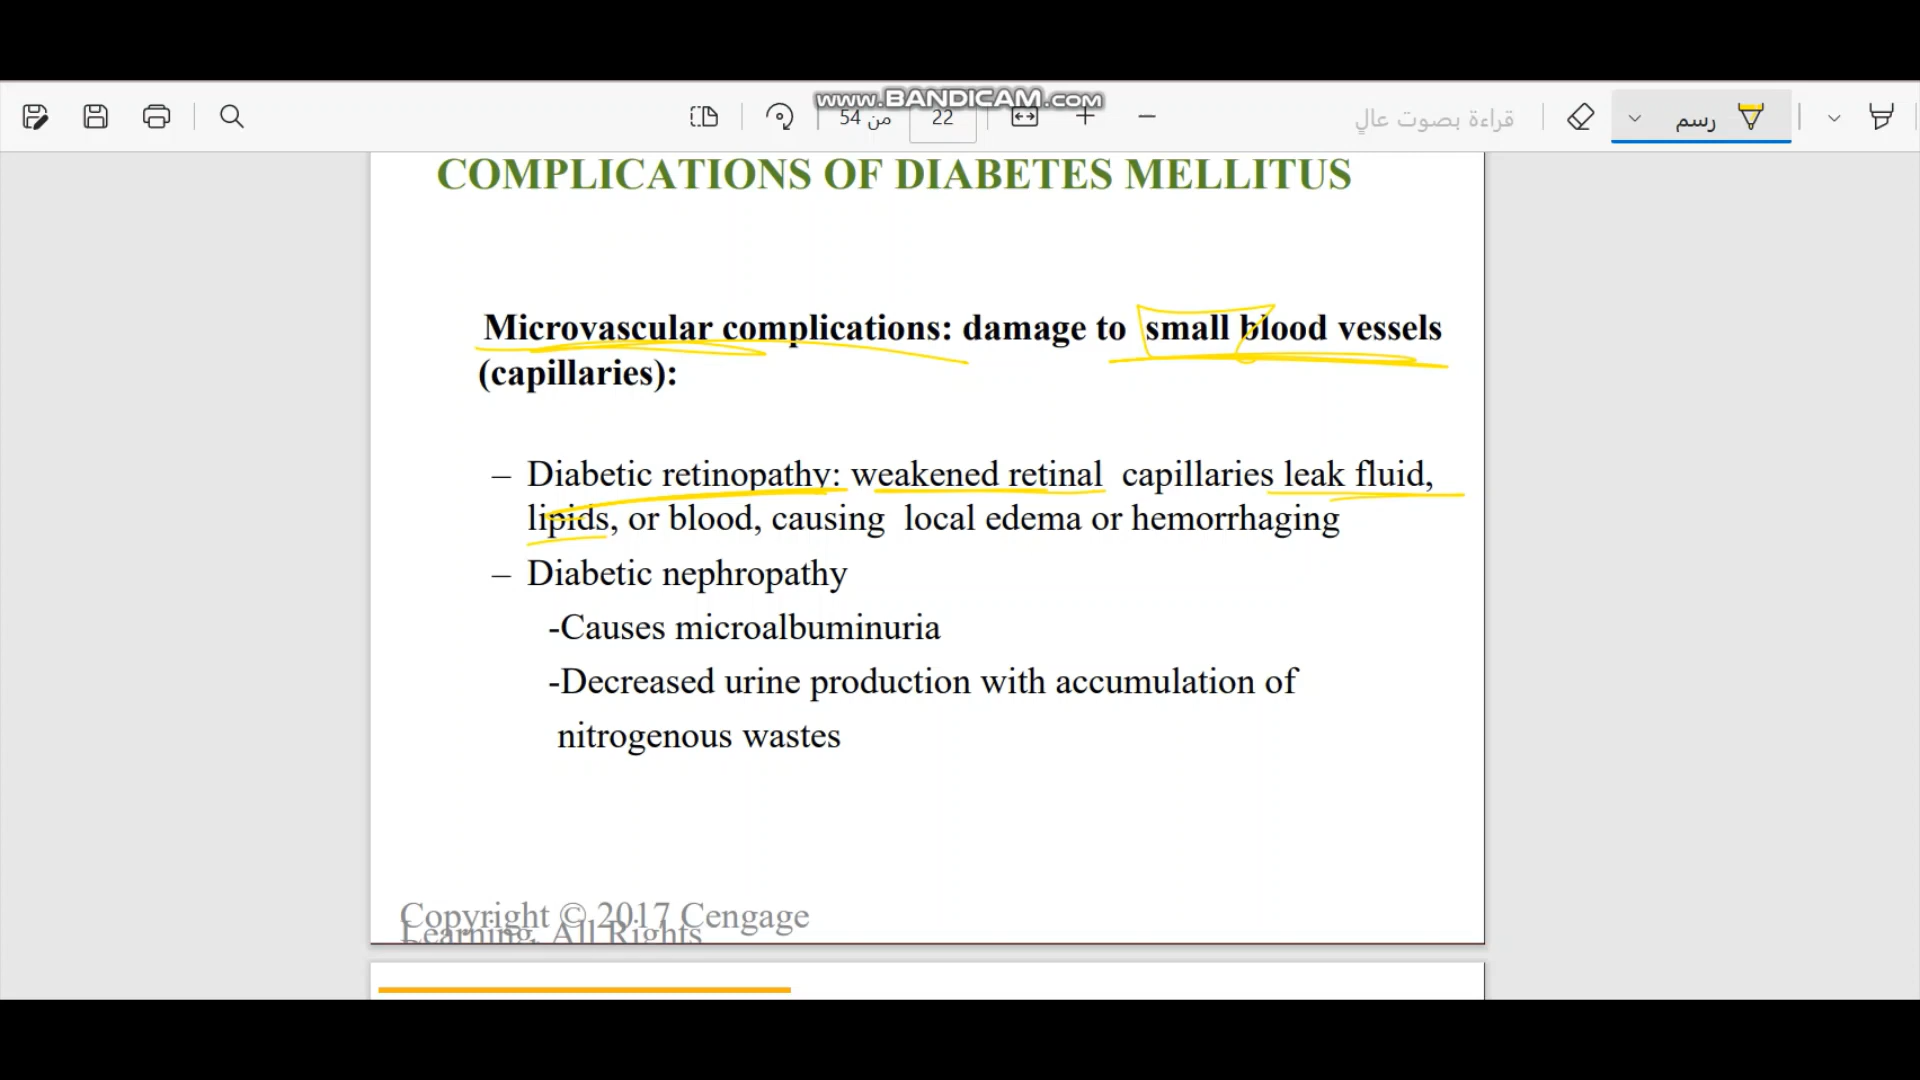 www.BANDICAM.com
22 من 54
قراءة بصوت عالٍ
رسم
COMPLICATIONS OF DIABETES MELLITUS
Microvascular complications: damage to small blood vessels
(capillaries):
– Diabetic retinopathy: weakened retinal capillaries leak fluid,
lipids, or blood, causing local edema or hemorrhaging
– Diabetic nephropathy
-Causes microalbuminuria
-Decreased urine production with accumulation of
nitrogenous wastes
Copyright © 2017 Cengage
Learning. All Rights